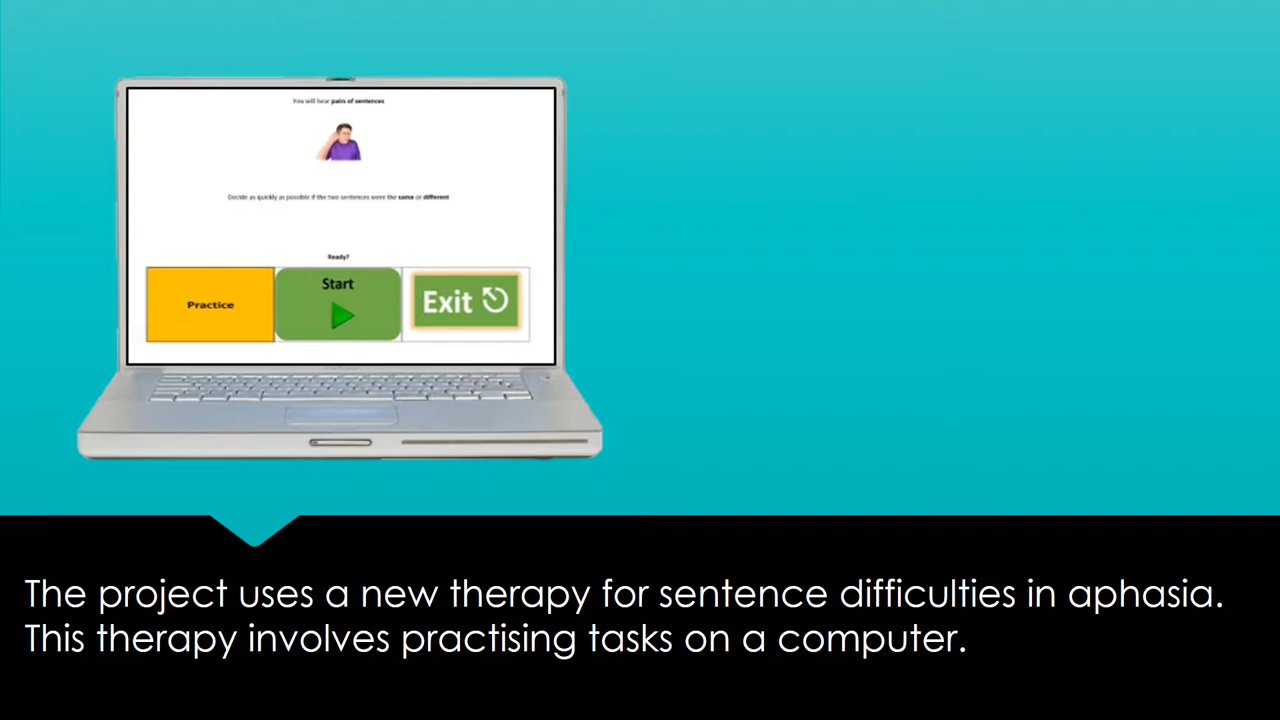 You will hear pairs of sentences
Decide as quickly as possible if the two sentences were the same or different
Ready?
Practice
Start
Exit
The project uses a new therapy for sentence difficulties in aphasia.
This therapy involves practising tasks on a computer.